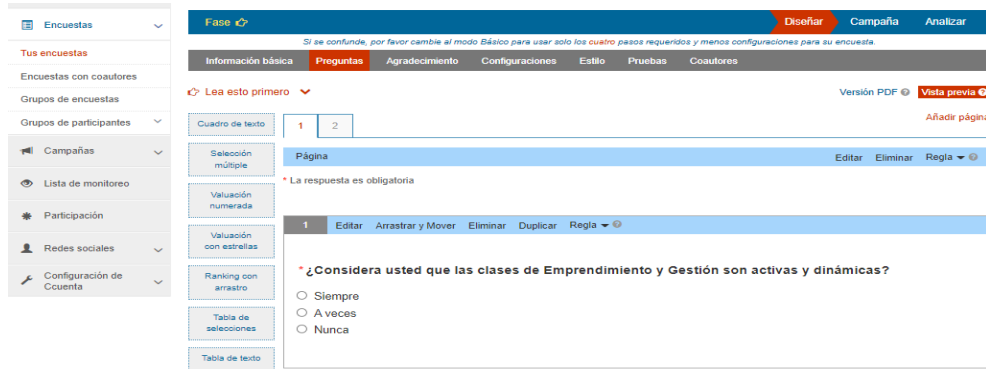 Encuestas
Tus encuestas
Encuestas con coautores
Grupos de encuestas
Grupos de participantes
Campañas
Lista de monitoreo
Participación
Redes sociales
Configuración de
Ccuenta
Fase
Diseñar Campaña Analizar
Si se confunde, por favor cambie al modo Básico para usar solo los cuatro pasos requeridos y menos configuraciones para su encuesta.
Información básica Preguntas Agradecimiento Configuraciones Estilo Pruebas Coautores
Lea esto primero
Versión PDF Vista previa
Añadir página
Cuadro de texto
Selección
múltiple
Valuación
numerada
Valuación
con estrellas
Ranking con
arrastro
Tabla de
selecciones
Tabla de texto
1 2
Página Editar Eliminar Regla
* La respuesta es obligatoria
1 Editar Arrastrar y Mover Eliminar Duplicar Regla
*¿Considera usted que las clases de Emprendimiento y Gestión son activas y dinámicas?
Siempre
A veces
Nunca